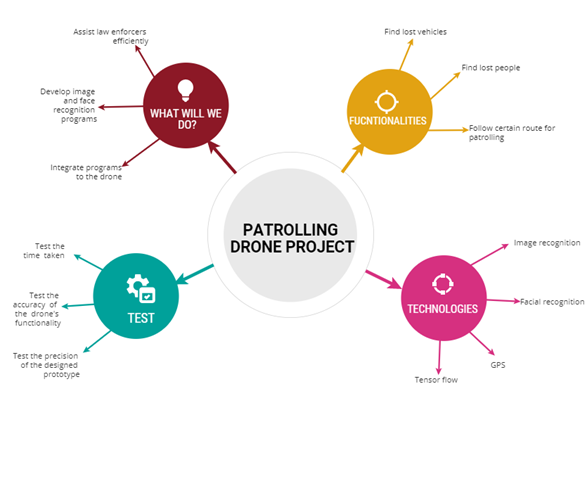 Assist law enforcers
efficiently
Develop image
and face
recognition
programs
Integrate programs
to the drone
WHAT WILL WE
DO?
Find lost vehicles
Find lost people
Follow certain route for
patrolling
FUCNTIONALITIES
PATROLLING
DRONE PROJECT
Test the
time taken
Test the
accuracy of
the drone's
functionality
Test the precision
of the designed
prototype
TEST
Image recognition
Facial recognition
GPS
Tensor flow
TECHNOLOGIES